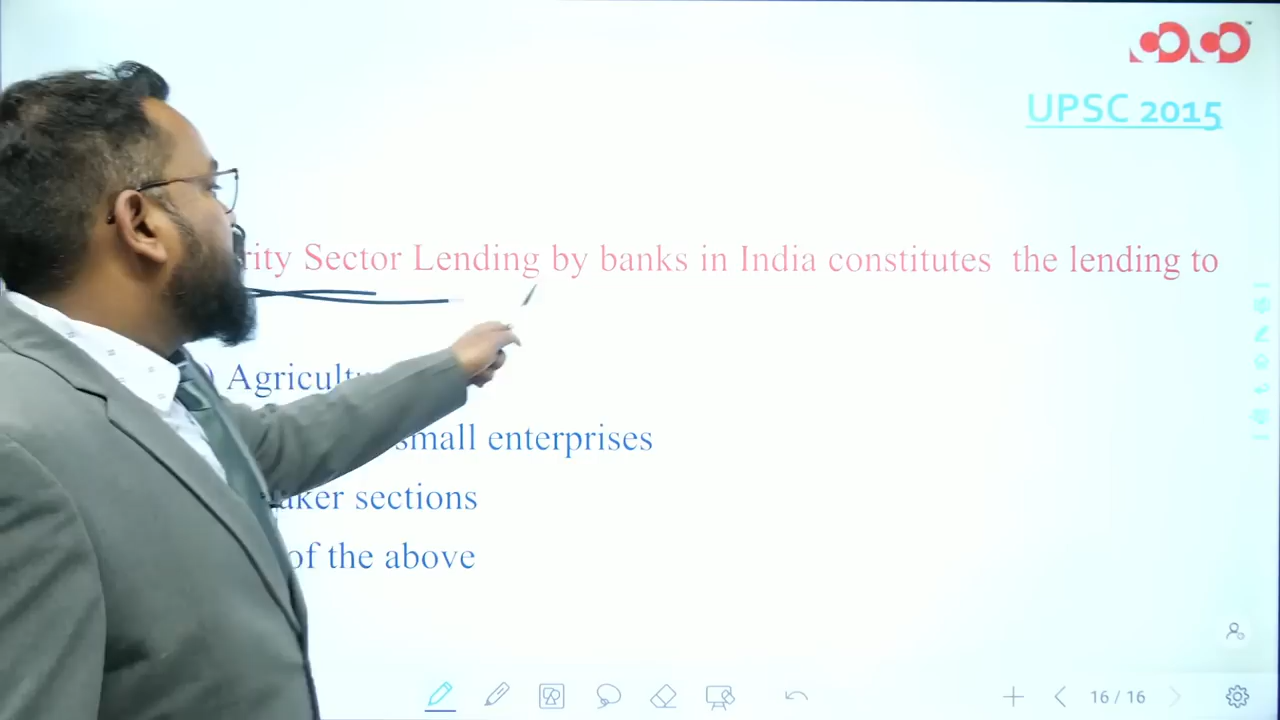 UPSC 2015
rity Sector Lending by banks in India constitutes the lending to
) Agricultu
small enterprises
aker sections
of the above
16 / 16